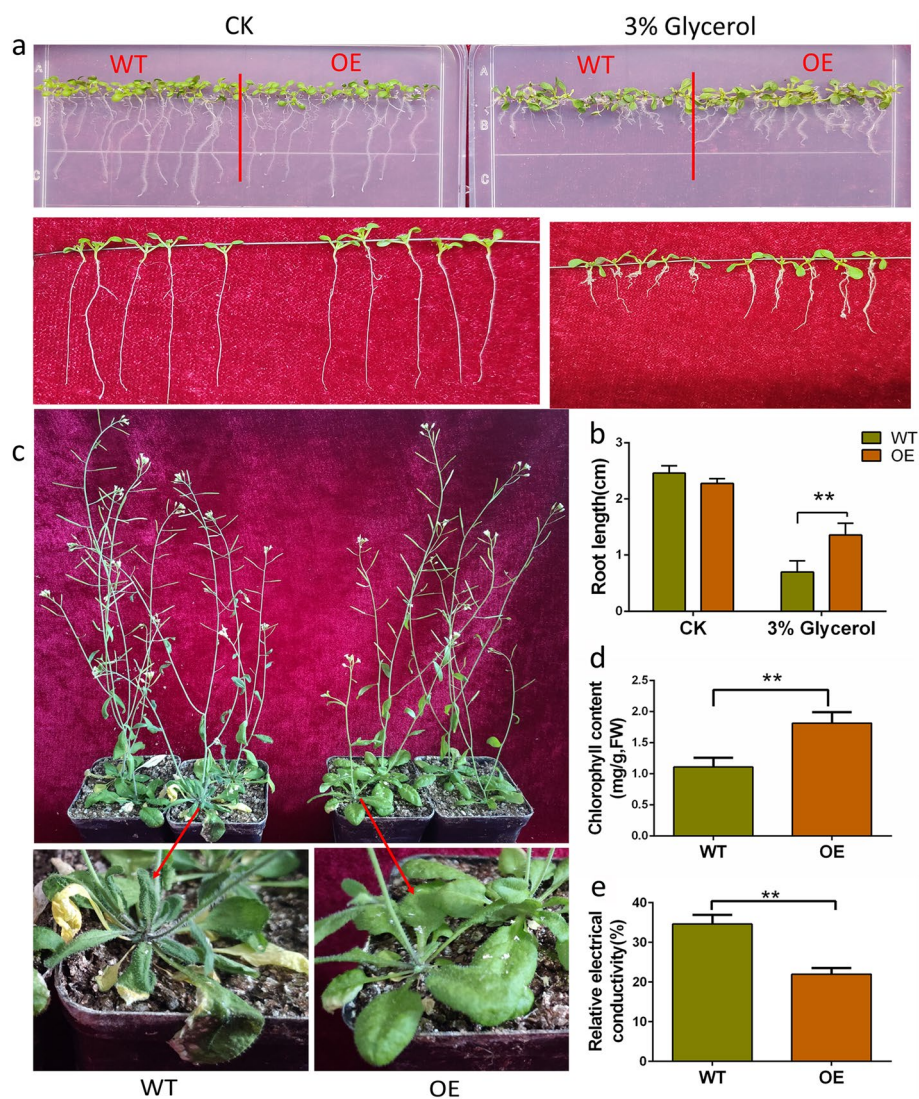 CK
3% Glycerol
a
WT
OE
WT
OE
A
B
C
A
B
C
c
b
WT
OE
3
2
1
0
Root length(cm)
**
CK
3% Glycerol
d
2.5
2.0
1.5
1.0
0.5
0.0
Chlorophyll content
(mg/g,FW)
**
WT
OE
e
40
30
20
10
0
Relative electrical
conductivity(%)
**
WT
OE
WT
OE